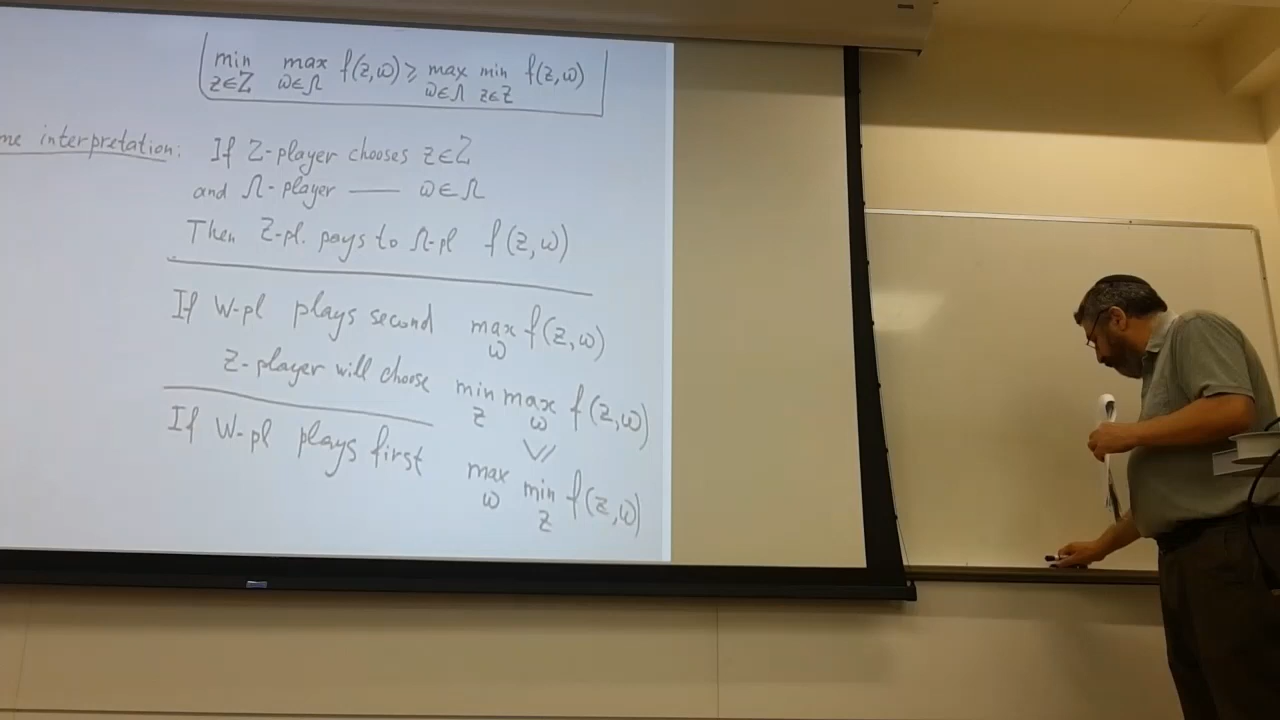 min z∈Z max ω∈Ω f(z,ω) ≥ max ω∈Ω min z∈Z f(z,ω)
me interpretation: If Z-player chooses z∈Z
and Ω-player — ω∈Ω
Then Z-pl. pays to Ω-pl f(z,ω)
If W-pl plays second max ω f(z,ω)
Z-player will choose min z max ω f(z,ω)
\//
If W-pl plays first max ω min z f(z,ω)